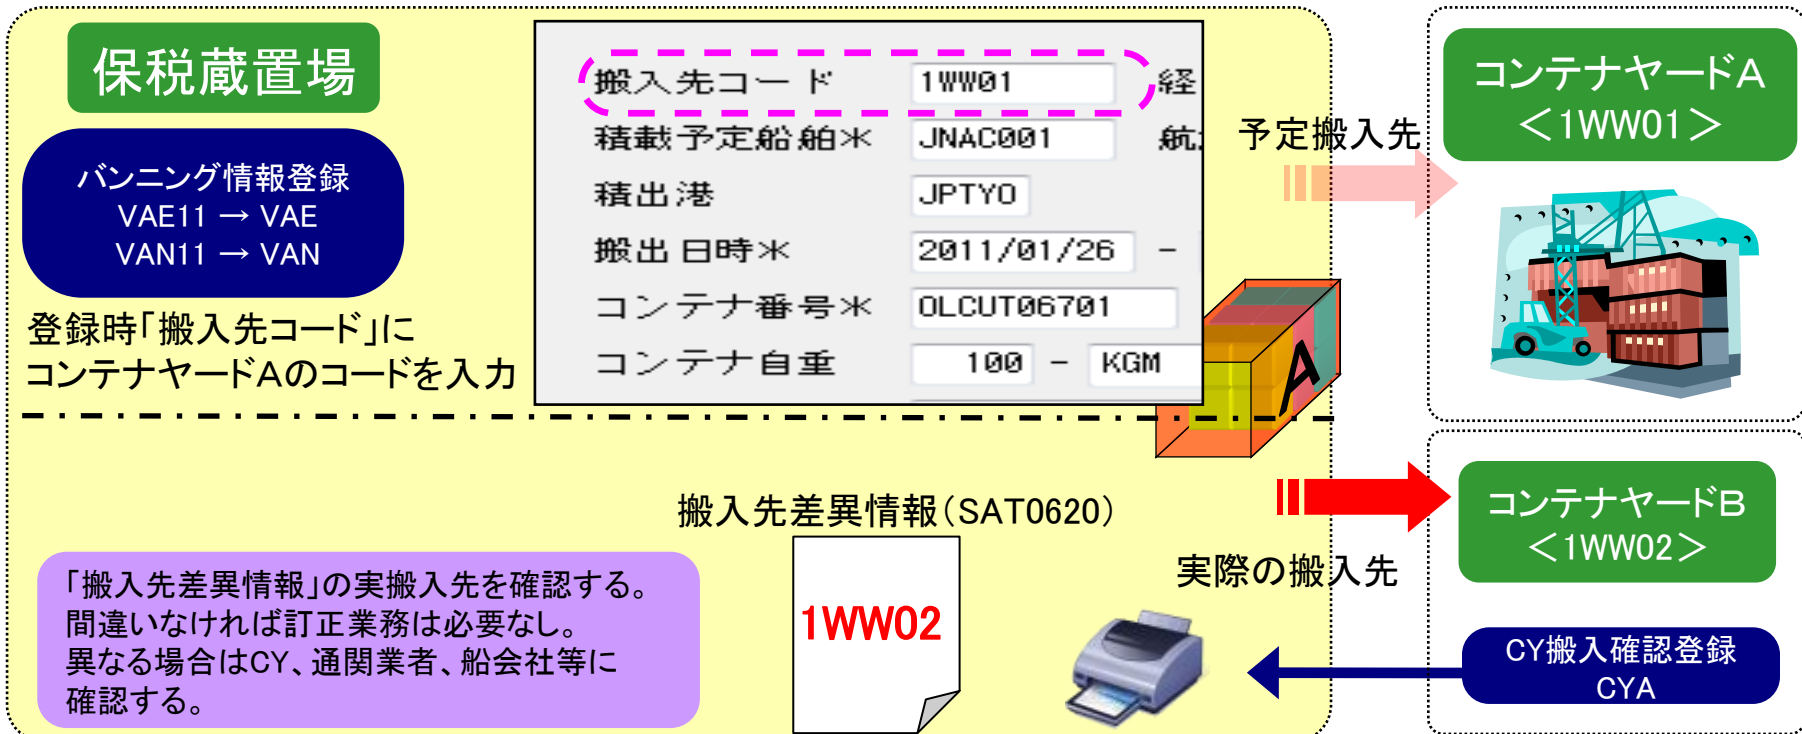 保税蔵置場
バンニング情報登録
VAE11 → VAE
VAN11 → VAN
登録時「搬入先コード」に
コンテナヤードAのコードを入力
搬入先コード 1WW01 経
積載予定船舶＊ JNAC001 航
積出港 JPTYO
搬出日時＊ 2011/01/26 -
コンテナ番号＊ OLCUT06701
コンテナ自重 100 - KGM
A
予定搬入先
コンテナヤードA
＜1WW01＞
搬入先差異情報（SAT0620）
1WW02
「搬入先差異情報」の実搬入先を確認する。
間違いなければ訂正業務は必要なし。
異なる場合はCY、通関業者、船会社等に
確認する。
実際の搬入先
コンテナヤードB
＜1WW02＞
CY搬入確認登録
CYA